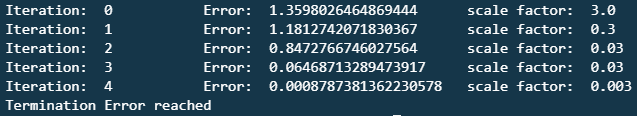 Iteration: 0 Error: 1.3598026464869444 scale factor: 3.0
Iteration: 1 Error: 1.1812742071830367 scale factor: 0.3
Iteration: 2 Error: 0.8472766746027564 scale factor: 0.03
Iteration: 3 Error: 0.06468713289473917 scale factor: 0.03
Iteration: 4 Error: 0.0008787381362230578 scale factor: 0.003
Termination Error reached